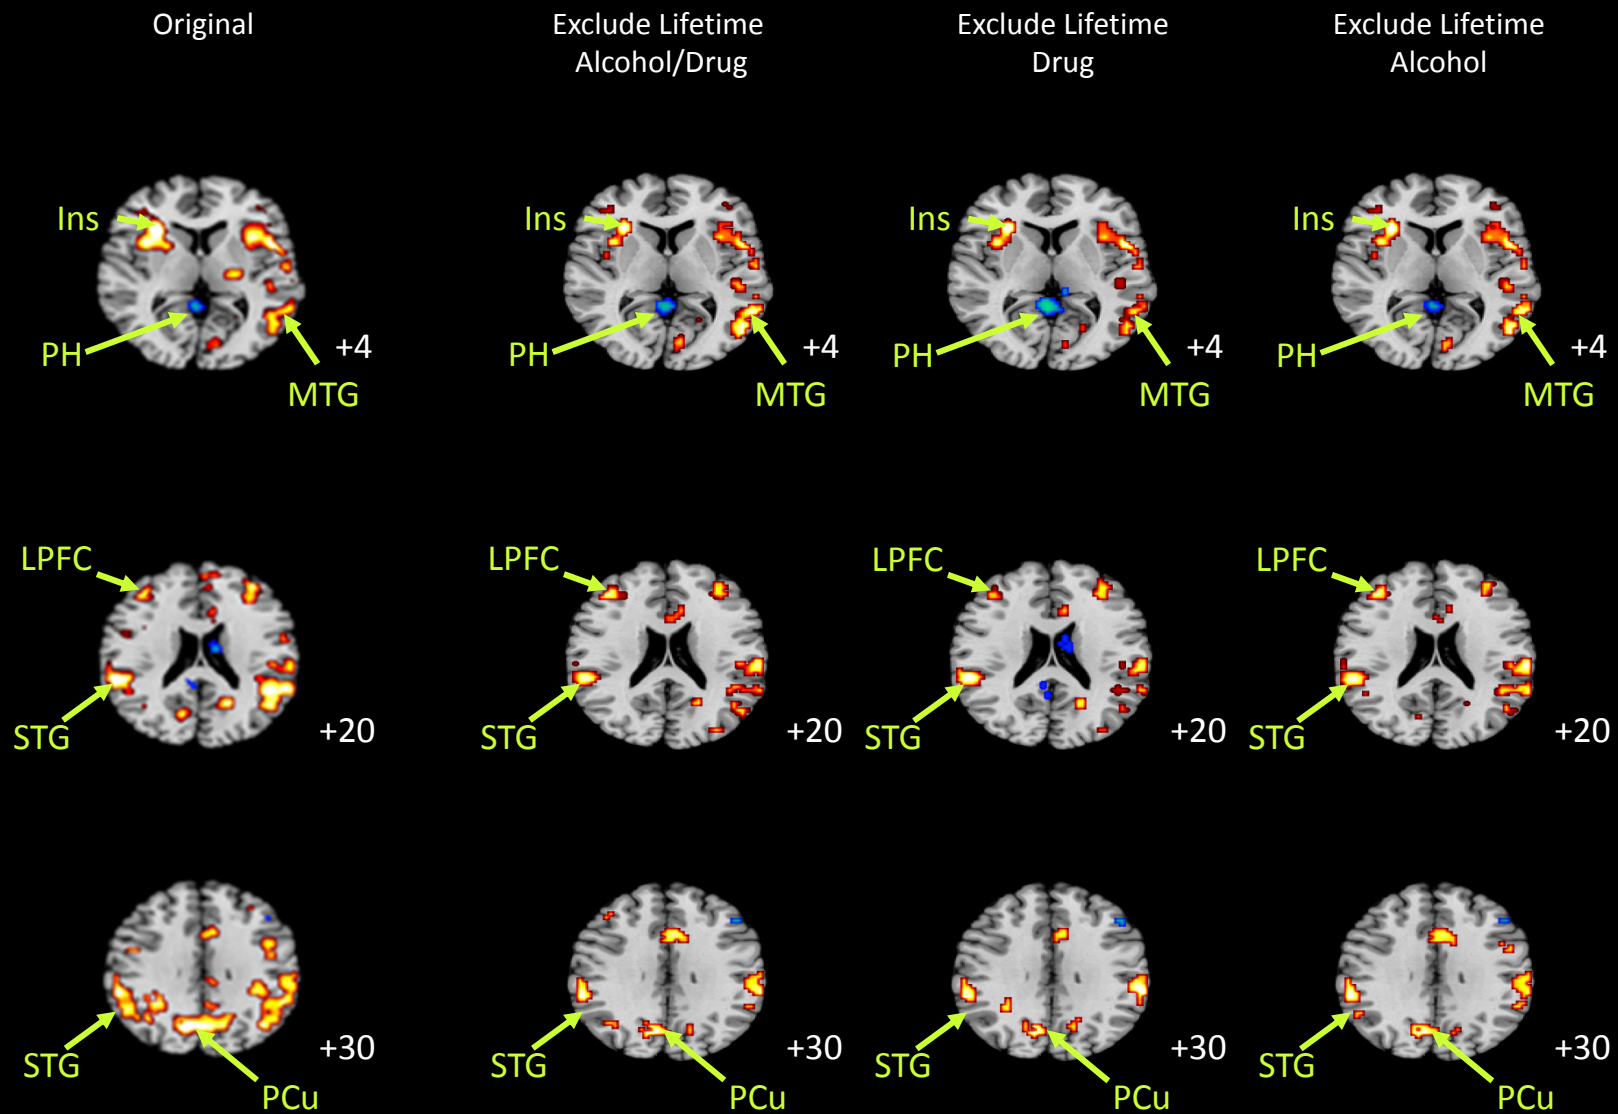 Original
Exclude Lifetime
Alcohol/Drug
Exclude Lifetime
Drug
Exclude Lifetime
Alcohol
Ins
PH
+4
MTG
Ins
PH
+4
MTG
Ins
PH
+4
MTG
Ins
PH
+4
MTG
LPFC
STG
+20
LPFC
STG
+20
LPFC
STG
+20
LPFC
STG
+20
STG
+30
PCu
STG
+30
PCu
STG
+30
PCu
STG
+30
PCu